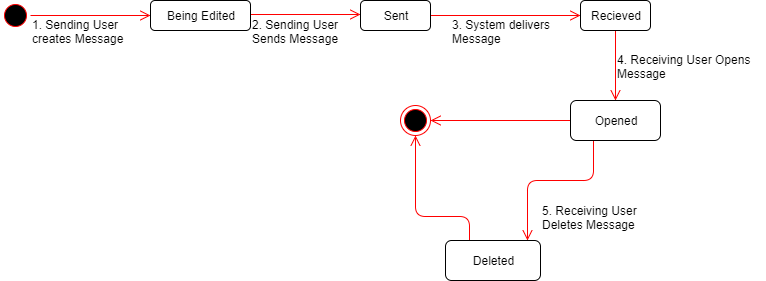 Being Edited
Sent
Recieved
1. Sending User
creates Message
2. Sending User
Sends Message
3. System delivers
Message
4. Receiving User Opens
Message
Opened
5. Receiving User
Deletes Message
Deleted